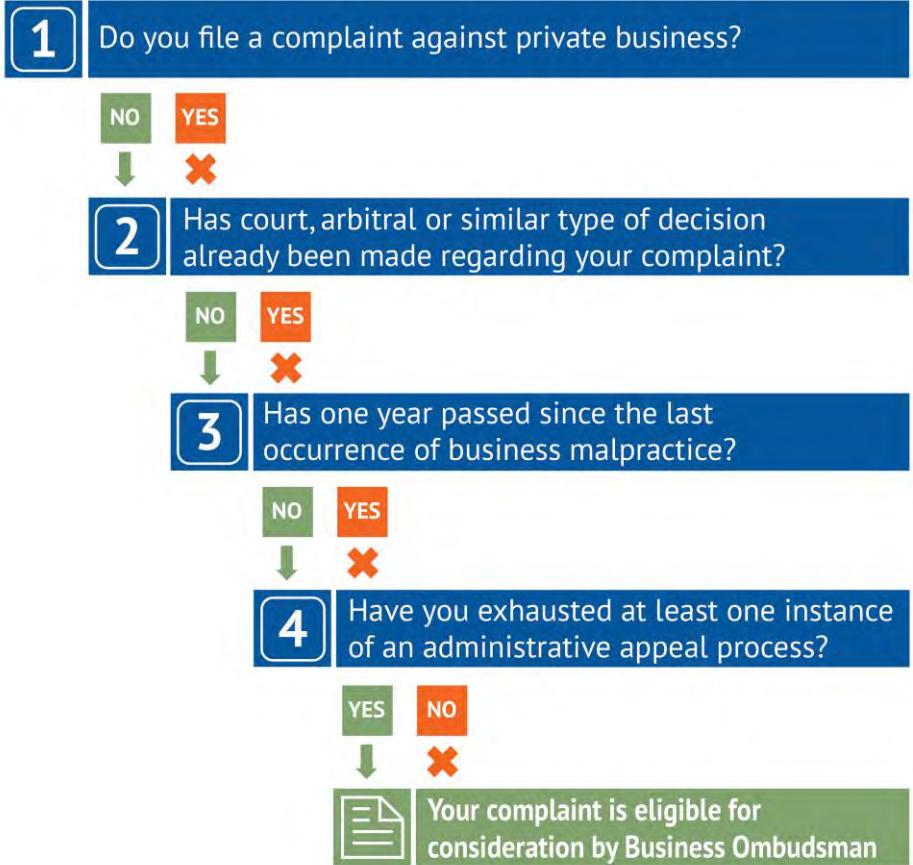 1 Do you file a complaint against private business?
NO YES
2 Has court, arbitral or similar type of decision
already been made regarding your complaint?
NO YES
3 Has one year passed since the last
occurrence of business malpractice?
NO YES
4 Have you exhausted at least one instance
of an administrative appeal process?
YES NO
Your complaint is eligible for
consideration by Business Ombudsman